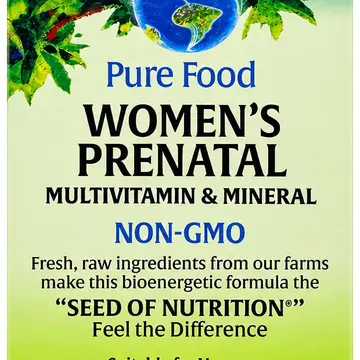 Pure Food
WOMEN’S
PRENATAL
MULTIVITAMIN & MINERAL
NON-GMO
Fresh, raw ingredients from our farms
make this bioenergetic formula the
“SEED OF NUTRITION®”
Feel the Difference